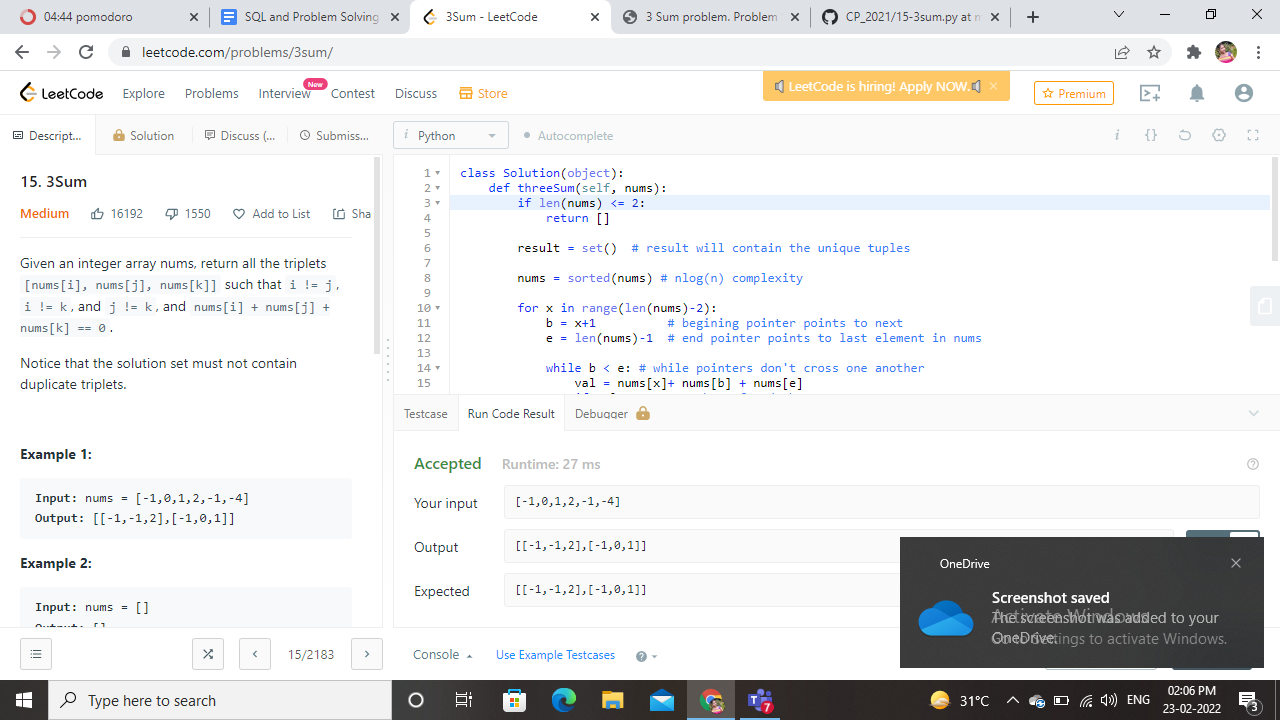 04:44 pomodoro
SQL and Problem Solving
3Sum - LeetCode
3 Sum problem. Problem
CP_2021/15-3sum.py at
leetcode.com/problems/3sum/
LeetCode
Explore
Problems
Interview
New
Contest
Discuss
Store
LeetCode is hiring! Apply NOW.
Premium
Descript...
Solution
Discuss (...
Submiss...
i Python
Autocomplete
15. 3Sum
Medium
16192
1550
Add to List
Sha
Given an integer array nums, return all the triplets
[nums[i], nums[j], nums[k]] such that i != j,
i != k, and j != k, and nums[i] + nums[j] +
nums[k] == 0.
Notice that the solution set must not contain
duplicate triplets.
Example 1:
Input: nums = [-1,0,1,2,-1,-4]
Output: [[-1,-1,2],[-1,0,1]]
Example 2:
Input: nums = []
Output: []
15/2183
1 class Solution(object):
2 def threeSum(self, nums):
3 if len(nums) <= 2:
4 return []
5
6 result = set() # result will contain the unique tuples
7
8 nums = sorted(nums) # nlog(n) complexity
9
10 for x in range(len(nums)-2):
11 b = x+1 # begining pointer points to next
12 e = len(nums)-1 # end pointer points to last element in nums
13
14 while b < e: # while pointers don't cross one another
15 val = nums[x]+ nums[b] + nums[e]
Testcase
Run Code Result
Debugger
Accepted
Runtime: 27 ms
Your input
[-1,0,1,2,-1,-4]
Output
[[-1,-1,2],[-1,0,1]]
Expected
[[-1,-1,2],[-1,0,1]]
Console
Use Example Testcases
OneDrive
Screenshot saved
The screenshot was added to your
OneDrive.
Activate Windows
Go to Settings to activate Windows.
Type here to search
7
31°C
ENG
02:06 PM
23-02-2022
3